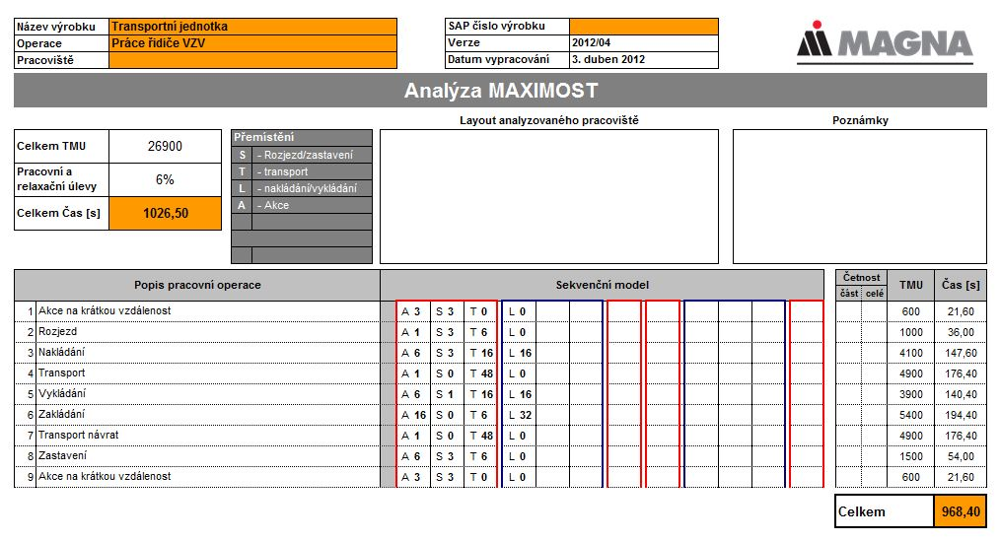 Název výrobku Transportní jednotka
Operace Práce řidiče VZV
Pracoviště
SAP číslo výrobku
Verze 2012/04
Datum vypracování 3. duben 2012
MAGNA
Analýza MAXIMOST
Layout analyzovaného pracoviště
Poznámky
Celkem TMU 26900
Pracovní a relaxační úlevy 6%
Celkem Čas [s] 1026,50
Přemístění
S - Rozjezd/zastavení
T - transport
L - nakládání/vykládání
A - Akce
Popis pracovní operace Sekvenční model Četnost TMU Čas [s]
část celé
1 Akce na krátkou vzdálenost A 3 S 3 T 0 L 0 600 21,60
2 Rozjezd A 1 S 3 T 6 L 0 1000 36,00
3 Nakládání A 6 S 3 T 16 L 16 4100 147,60
4 Transport A 1 S 0 T 48 L 0 4900 176,40
5 Vykládání A 6 S 1 T 16 L 16 3900 140,40
6 Zakládání A 16 S 0 T 6 L 32 5400 194,40
7 Transport návrat A 1 S 0 T 48 L 0 4900 176,40
8 Zastavení A 6 S 3 T 6 L 0 1500 54,00
9 Akce na krátkou vzdálenost A 3 S 3 T 0 L 0 600 21,60
Celkem 968,40